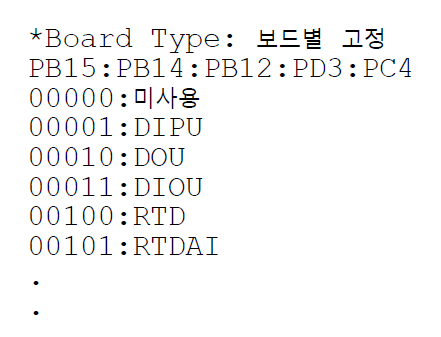 *Board Type: 보드별 고정
PB15:PB14:PB12:PD3:PC4
00000:미사용
00001:DIPU
00010:DOU
00011:DIOU
00100:RTD
00101:RTDAI
.
.